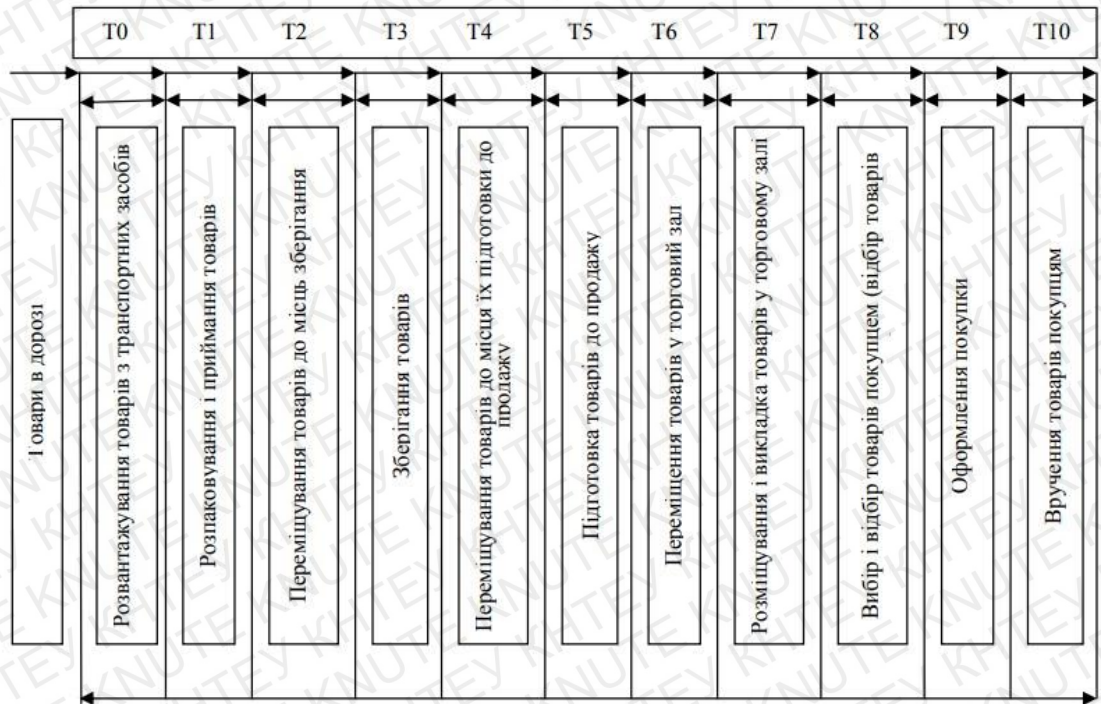 T0 T1 T2 T3 T4 T5 T6 T7 T8 T9 T10
Товари в дорозі
Розвантажування товарів з транспортних засобів
Розпаковування і приймання товарів
Переміщування товарів до місць зберігання
Зберігання товарів
Переміщування товарів до місця їх підготовки до
продажу
Підготовка товарів до продажу
Переміщення товарів у торговий зал
Розміщування і викладка товарів у торговому залі
Вибір і відбір товарів покупцем (відбір товарів
Оформлення покупки
Вручення товарів покупцям